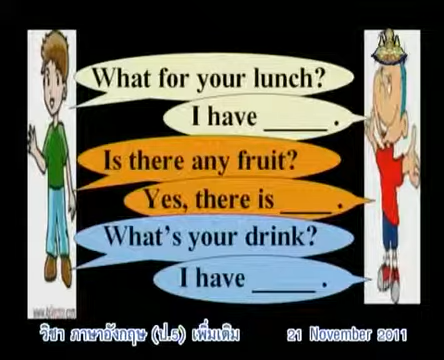 What for your lunch?
I have ____ .
Is there any fruit?
Yes, there is ____ .
What's your drink?
I have ____ .
วิชา ภาษาอังกฤษ (ป.5) เพิ่มเติม
21 November 2011